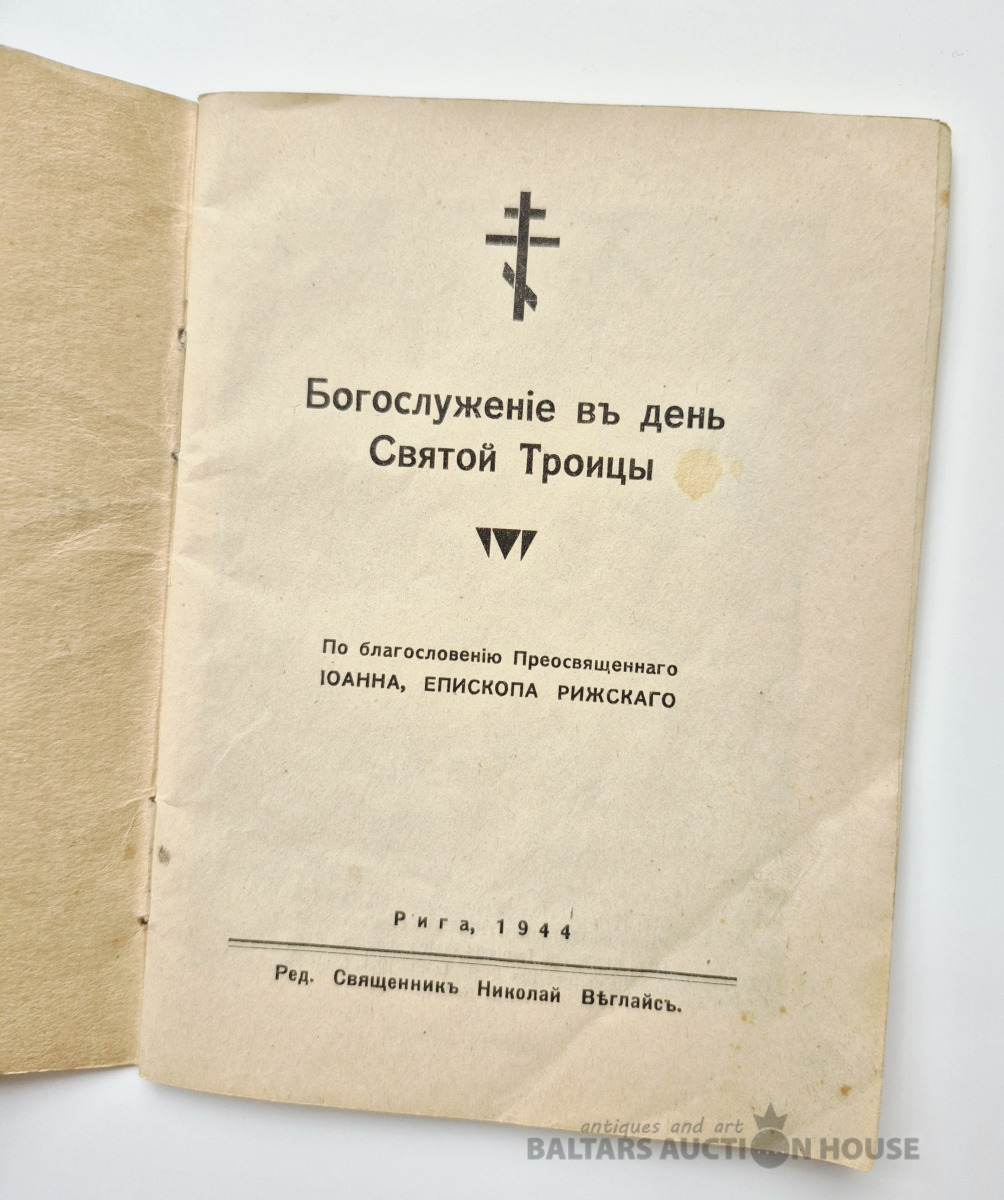 Богослуженіе въ день
Святой Троицы
По благословенію Преосвященнаго
ІОАННА, ЕПИСКОПА РИЖСКАГО
Рига, 1944
Ред. Священникъ Николай Вѣглайсъ.
antiques and art
BALTARS AUCTION HOUSE